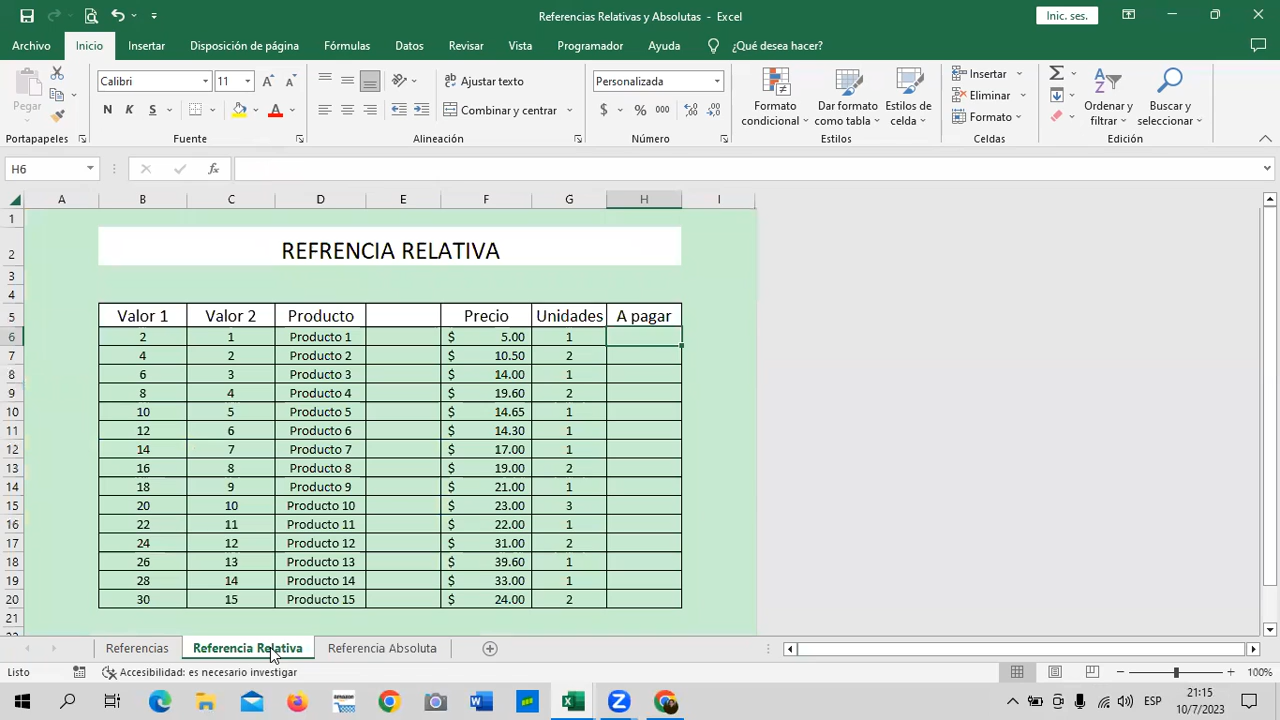 Referencias Relativas y Absolutas - Excel
Inic. ses.
Archivo Inicio Insertar Disposición de página Fórmulas Datos Revisar Vista Programador Ayuda ¿Qué desea hacer?
Pegar
Calibri 11
N K S
Ajustar texto
Combinar y centrar
Personalizada
$ % 000
Formato condicional
Dar formato como tabla
Estilos de celda
Insertar
Eliminar
Formato
Ordenar y filtrar
Buscar y seleccionar
Portapapeles Fuente Alineación Número Estilos Celdas Edición
H6 fx
A B C D E F G H I
1
2 REFRENCIA RELATIVA
3
4
5 Valor 1 Valor 2 Producto Precio Unidades A pagar
6 2 1 Producto 1 $ 5.00 1
7 4 2 Producto 2 $ 10.50 2
8 6 3 Producto 3 $ 14.00 1
9 8 4 Producto 4 $ 19.60 2
10 10 5 Producto 5 $ 14.65 1
11 12 6 Producto 6 $ 14.30 1
12 14 7 Producto 7 $ 17.00 1
13 16 8 Producto 8 $ 19.00 2
14 18 9 Producto 9 $ 21.00 1
15 20 10 Producto 10 $ 23.00 3
16 22 11 Producto 11 $ 22.00 1
17 24 12 Producto 12 $ 31.00 2
18 26 13 Producto 13 $ 39.60 1
19 28 14 Producto 14 $ 33.00 1
20 30 15 Producto 15 $ 24.00 2
21
Referencias Referencia Relativa Referencia Absoluta
Listo Accesibilidad: es necesario investigar 100%
ESP
21:15
10/7/2023